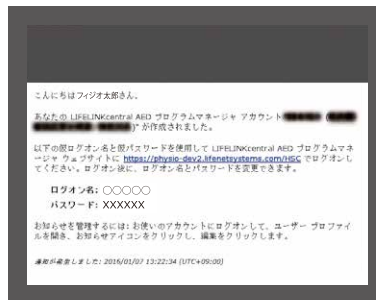 こんにちはフィジオ太郎さん。
あなたの LIFELINKcentral AED プログラムマネージャ アカウント
)" が作成されました。
以下の仮ログオン名と仮パスワードを使用して LIFELINKcentral AED プログラムマネ
ージャ ウェブサイトに https://physio-dev2.lifenetsystems.com/HSC でログオンし
てください。ログオン後に、ログオン名とパスワードを変更できます。
ログオン名: ○○○○○
パスワード: XXXXXX
お知らせを管理するには: お使いのアカウントにログオンして、ユーザー プロファイ
ルを開き、お知らせアイコンをクリックし、編集をクリックします。
通知が発生しました: 2016/01/07 13:22:34 (UTC+09:00)